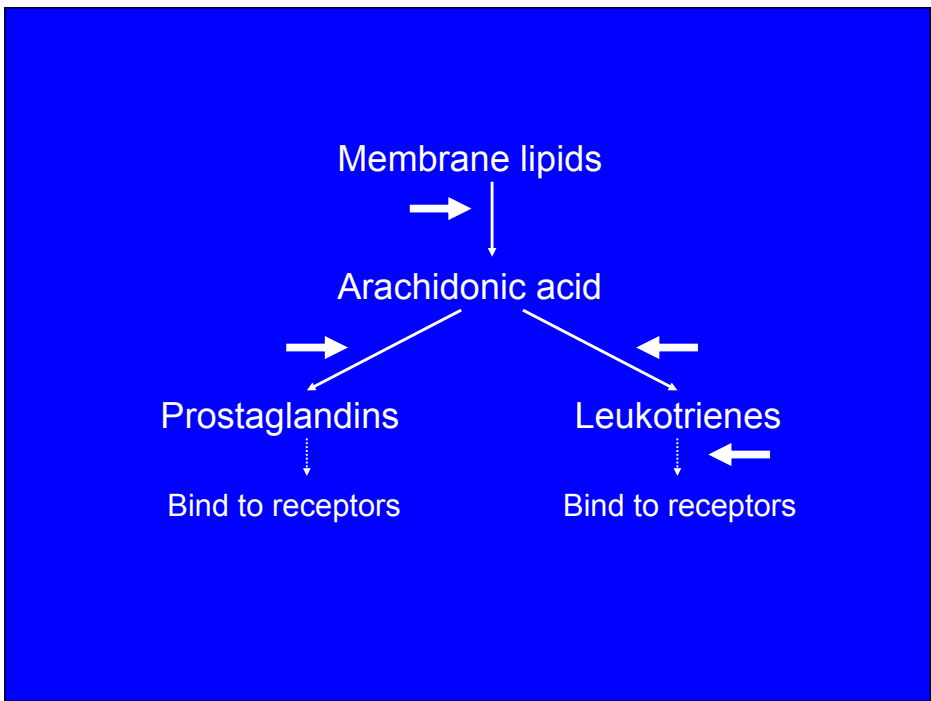 Membrane lipids
Arachidonic acid
Prostaglandins
Leukotrienes
Bind to receptors
Bind to receptors